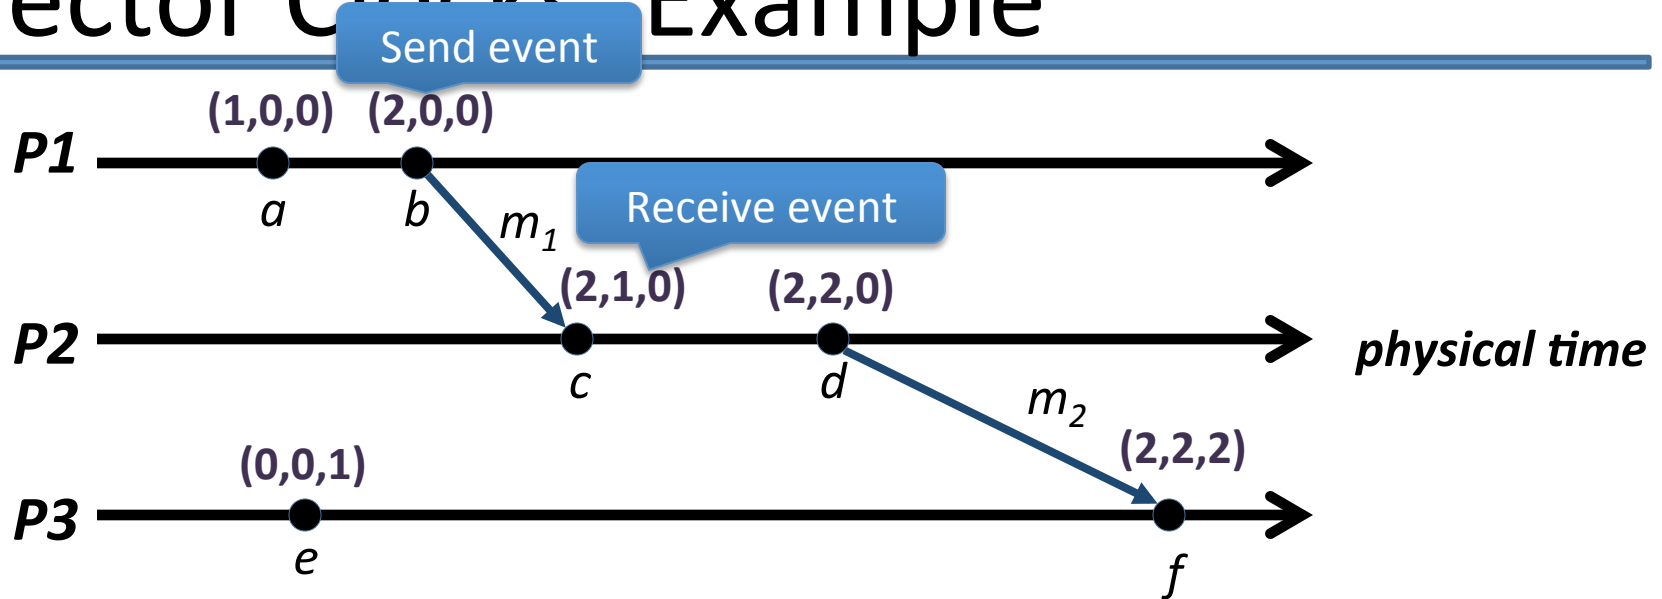 Example
Send event
(1,0,0) (2,0,0)
P1
a b
m1
Receive event
(2,1,0) (2,2,0)
P2
physical time
c d
m2
(0,0,1) (2,2,2)
P3
e f